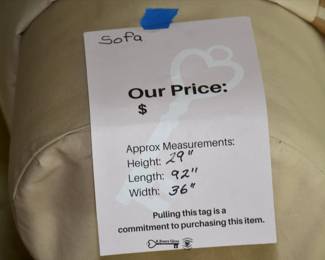 Sofa
Our Price:
$
Approx Measurements:
Height: 29"
Length: 92"
Width: 36"
Pulling this tag is a
commitment to purchasing this item.